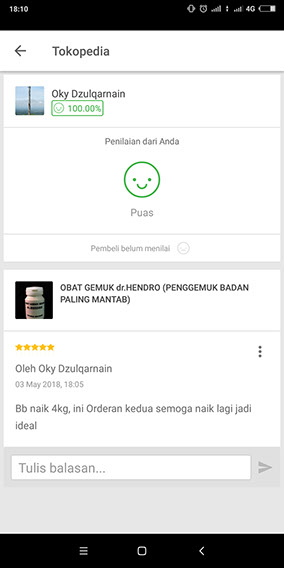 18:10
4G
Tokopedia
Oky Dzulqarnain
100.00%
Penilaian dari Anda
Puas
Pembeli belum menilai
OBAT GEMUK dr.HENDRO (PENGGEMUK BADAN
PALING MANTAB)
Oleh Oky Dzulqarnain
03 May 2018, 18:05
Bb naik 4kg, ini Orderan kedua semoga naik lagi jadi
ideal
Tulis balasan...